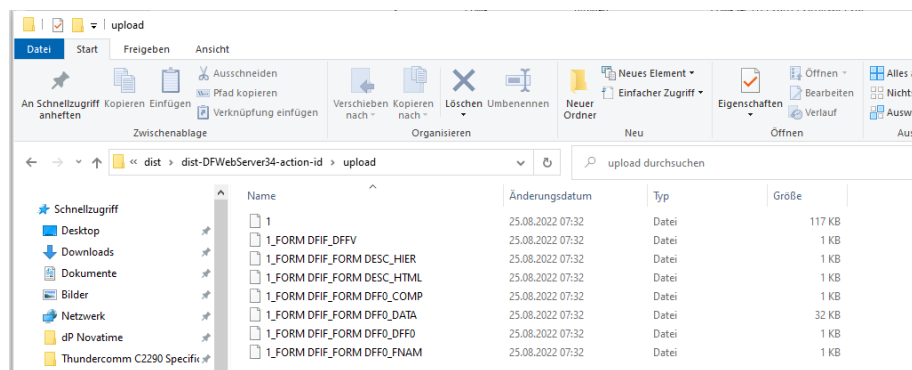 upload
Datei Start Freigeben Ansicht
An Schnellzugriff anheften
Kopieren
Einfügen
Ausschneiden
Pfad kopieren
Verknüpfung einfügen
Zwischenablage
Verschieben nach
Kopieren nach
Löschen
Umbenennen
Organisieren
Neuer Ordner
Neues Element
Einfacher Zugriff
Neu
Eigenschaften
Öffnen
Bearbeiten
Verlauf
Öffnen
Alles
Nicht
Ausw
Aus
« dist > dist-DFWebServer34-action-id > upload
upload durchsuchen
Schnellzugriff
Desktop
Downloads
Dokumente
Bilder
Netzwerk
dP Novatime
Thundercomm C2290 Specific
Name Änderungsdatum Typ Größe
1 25.08.2022 07:32 Datei 117 KB
1_FORM DFIF_DFFV 25.08.2022 07:32 Datei 1 KB
1_FORM DFIF_FORM DESC_HIER 25.08.2022 07:32 Datei 1 KB
1_FORM DFIF_FORM DESC_HTML 25.08.2022 07:32 Datei 1 KB
1_FORM DFIF_FORM DFF0_COMP 25.08.2022 07:32 Datei 1 KB
1_FORM DFIF_FORM DFF0_DATA 25.08.2022 07:32 Datei 32 KB
1_FORM DFIF_FORM DFF0_DFF0 25.08.2022 07:32 Datei 1 KB
1_FORM DFIF_FORM DFF0_FNAM 25.08.2022 07:32 Datei 1 KB